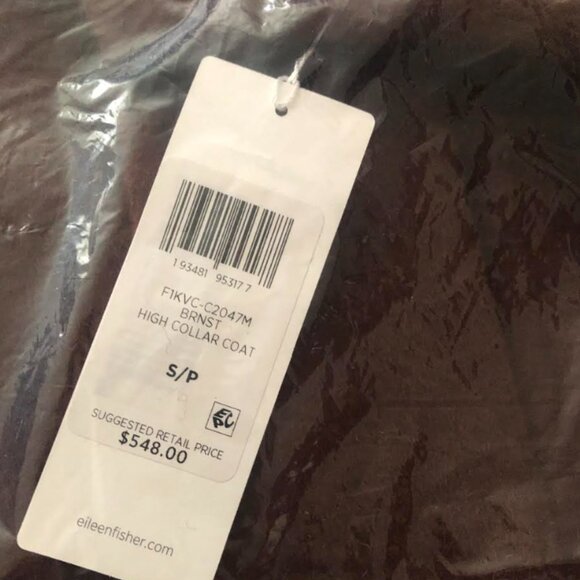 1 93481 95317 7
F1KVC-C2047M
BRNST
HIGH COLLAR COAT
S/P
SUGGESTED RETAIL PRICE
$548.00
eileenfisher.com